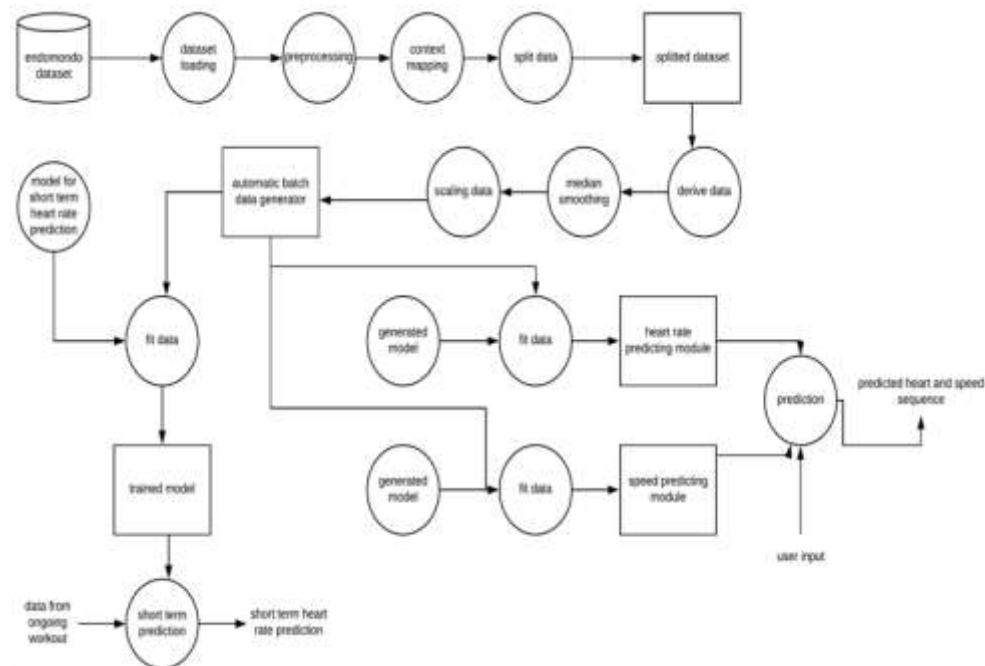 endomondo
dataset
dataset
loading
preprocessing
context
mapping
split data
splitted dataset
model for
short term
heart rate
prediction
automatic batch
data generator
scaling data
median
smoothing
derive data
fit data
generated
model
fit data
heart rate
predicting module
prediction
predicted heart and speed
sequence
trained model
generated
model
fit data
speed predicting
module
user input
data from
ongoing
workout
short term
prediction
short term heart
rate prediction